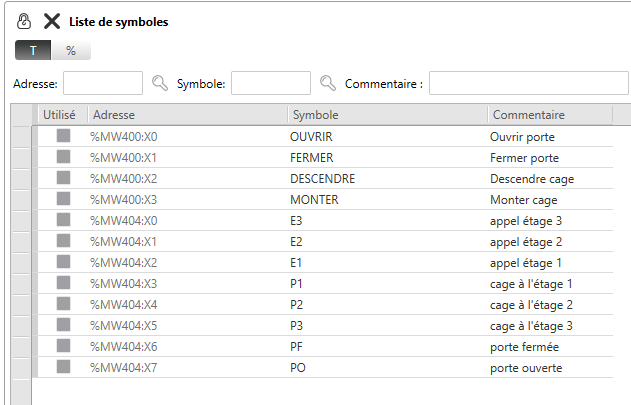 Liste de symboles
T %
Adresse: Symbole: Commentaire :
Utilisé Adresse Symbole Commentaire
%MW400:X0 OUVRIR Ouvrir porte
%MW400:X1 FERMER Fermer porte
%MW400:X2 DESCENDRE Descendre cage
%MW400:X3 MONTER Monter cage
%MW404:X0 E3 appel étage 3
%MW404:X1 E2 appel étage 2
%MW404:X2 E1 appel étage 1
%MW404:X3 P1 cage à l'étage 1
%MW404:X4 P2 cage à l'étage 2
%MW404:X5 P3 cage à l'étage 3
%MW404:X6 PF porte fermée
%MW404:X7 PO porte ouverte